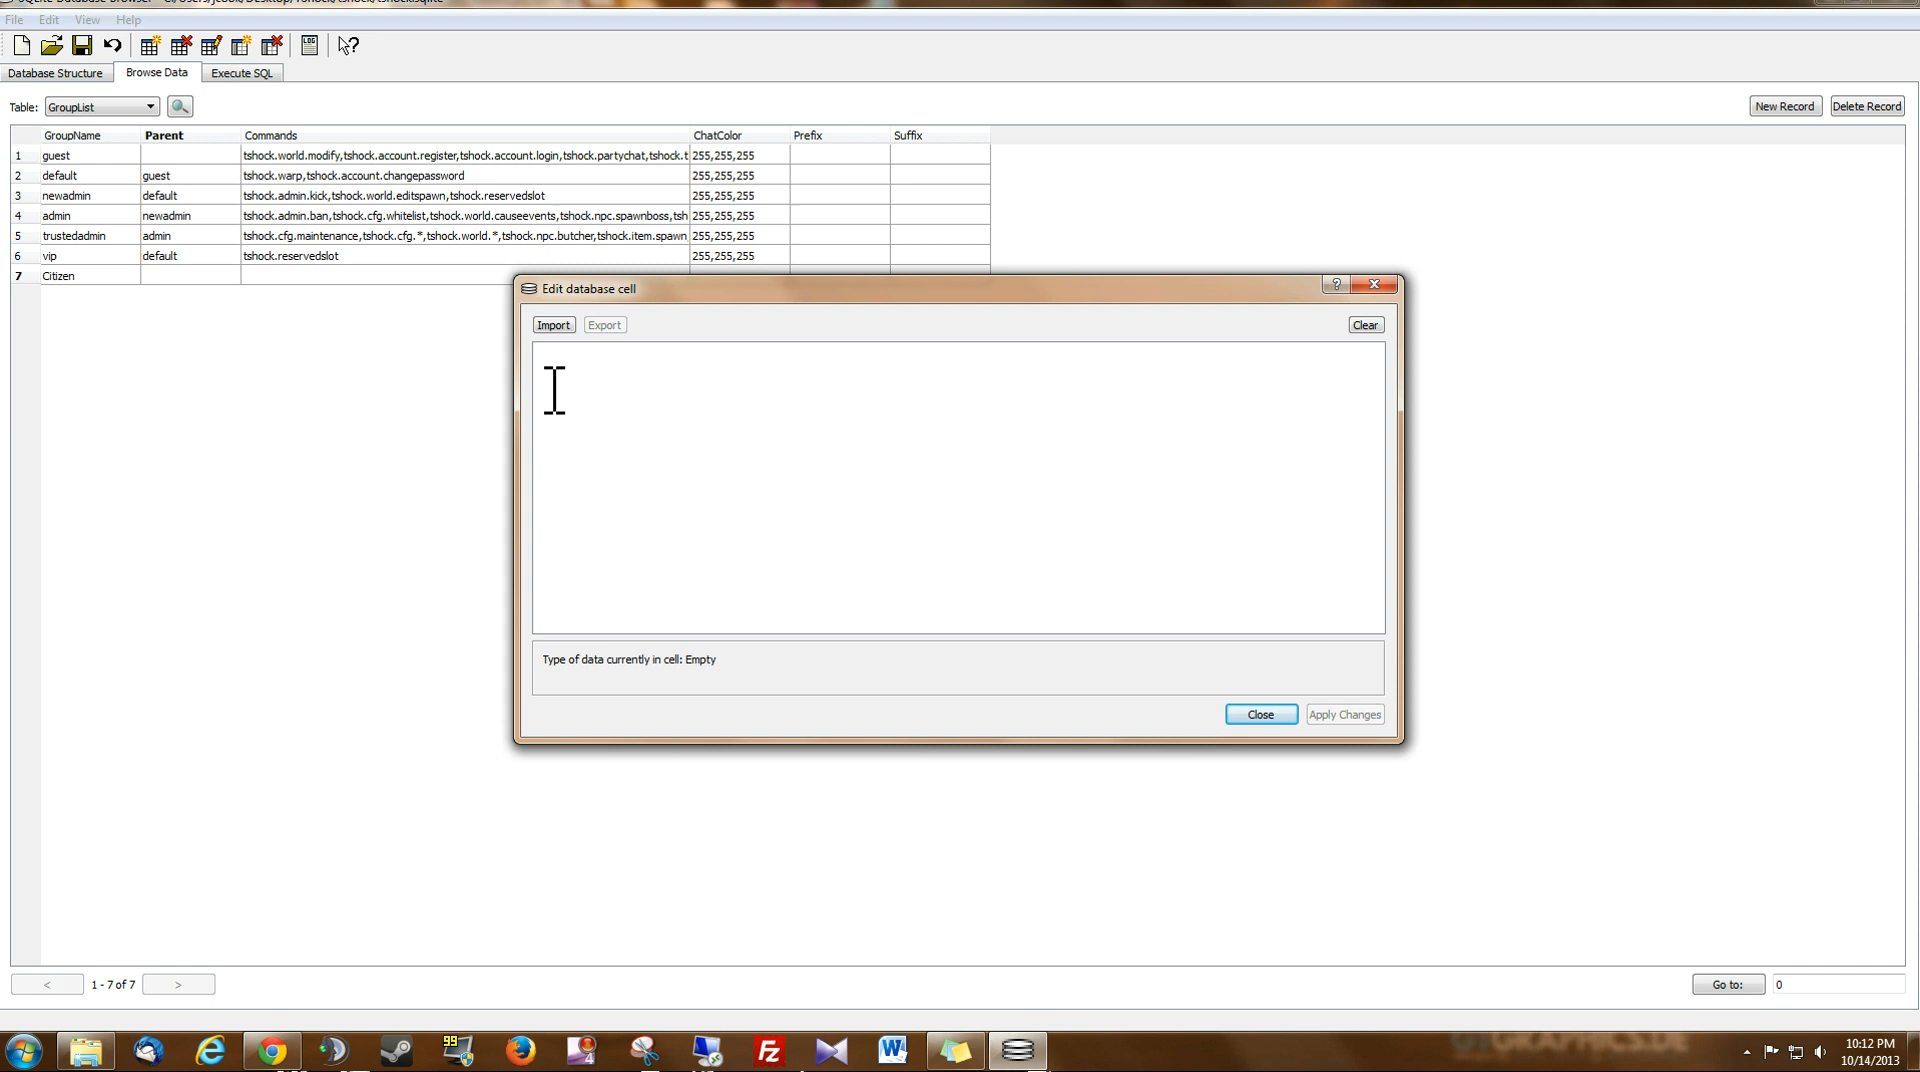 File Edit View Help
Database Structure Browse Data Execute SQL
Table: GroupList New Record Delete Record
GroupName Parent Commands ChatColor Prefix Suffix
1 guest tshock.world.modify,tshock.account.register,tshock.account.login,tshock.partychat,tshock.t 255,255,255
2 default guest tshock.warp,tshock.account.changepassword 255,255,255
3 newadmin default tshock.admin.kick,tshock.world.editspawn,tshock.reservedslot 255,255,255
4 admin newadmin tshock.admin.ban,tshock.cfg.whitelist,tshock.world.causeevents,tshock.npc.spawnboss,tsh 255,255,255
5 trustedadmin admin tshock.cfg.maintenance,tshock.cfg.*,tshock.world.*,tshock.npc.butcher,tshock.item.spawn, 255,255,255
6 vip default tshock.reservedslot 255,255,255
7 Citizen
Edit database cell
Import Export Clear
Type of data currently in cell: Empty
Close Apply Changes
< 1 - 7 of 7 > Go to: 0
GTGRAPHICS.DE
99 4 Fz W
10:12 PM
10/14/2013